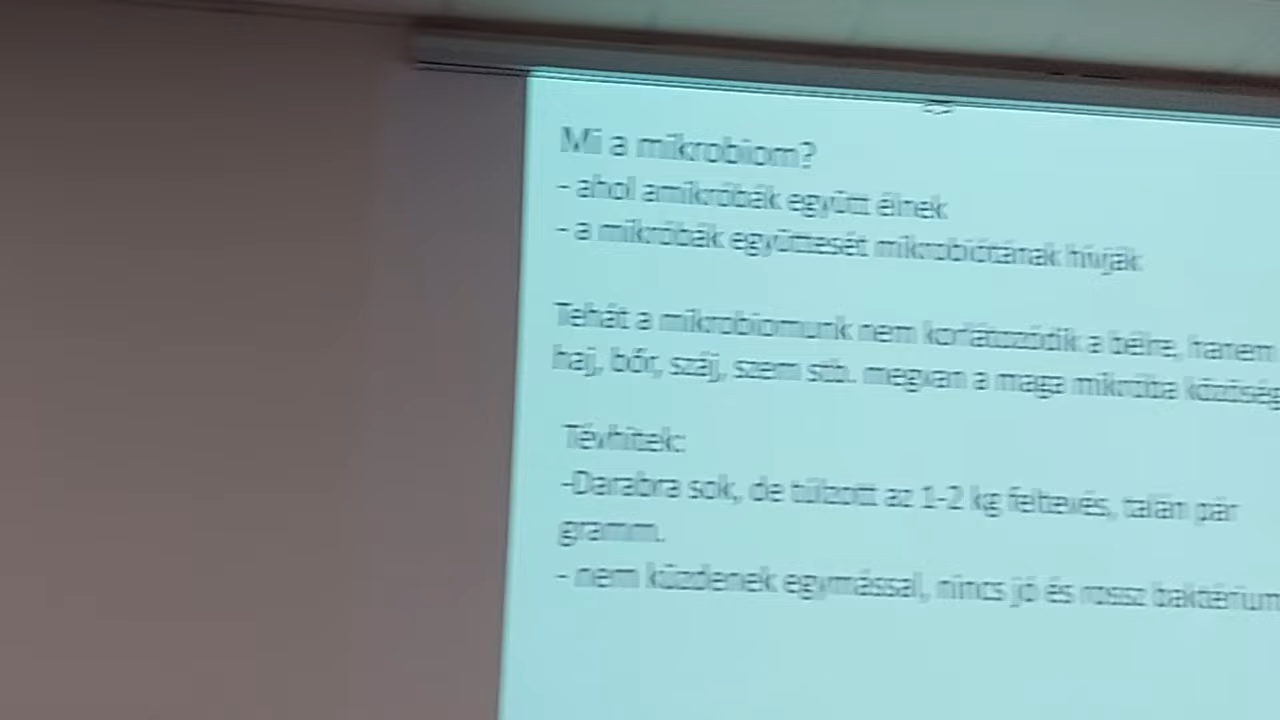 Mi a mikrobiom?
- ahol amikróbák együtt élnek
- a mikróbák együttesét mikrobiótának hívják
Tehát a mikrobiomunk nem korlátozódik a bélre, hanem
haj, bőr, száj, szem stb. megvan a maga mikróba közösség
Tévhitek:
-Darabra sok, de túlzott az 1-2 kg feltevés, talán pár
gramm.
- nem küzdenek egymással, nincs jó és rossz baktérium